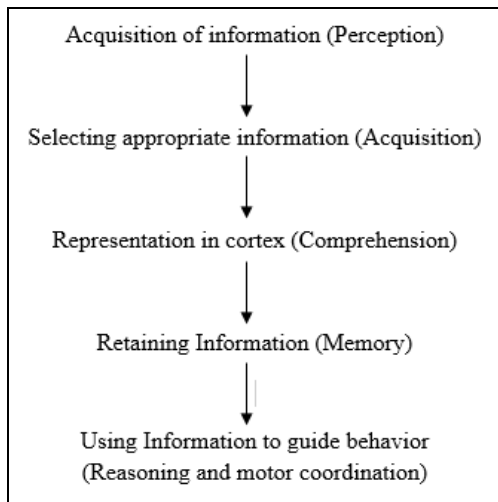 Acquisition of information (Perception)
Selecting appropriate information (Acquisition)
Representation in cortex (Comprehension)
Retaining Information (Memory)
Using Information to guide behavior
(Reasoning and motor coordination)